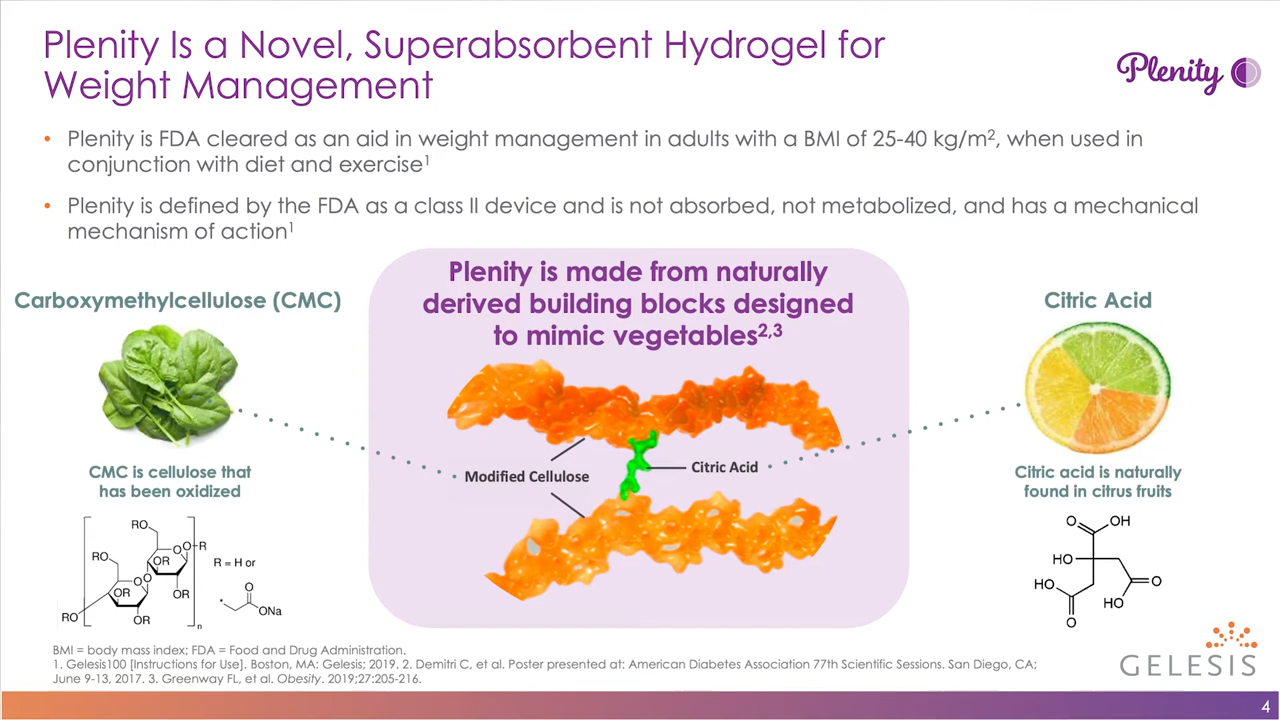 Plenity Is a Novel, Superabsorbent Hydrogel for
Weight Management
Plenity
• Plenity is FDA cleared as an aid in weight management in adults with a BMI of 25-40 kg/m², when used in
conjunction with diet and exercise¹
• Plenity is defined by the FDA as a class II device and is not absorbed, not metabolized, and has a mechanical
mechanism of action¹
Carboxymethylcellulose (CMC)
CMC is cellulose that
has been oxidized
RO
O
R
RO
OR
O
R = H or
O
OR
OR
O
ONa
RO
OR
n
Plenity is made from naturally
derived building blocks designed
to mimic vegetables²,³
Modified Cellulose
Citric Acid
Citric Acid
Citric acid is naturally
found in citrus fruits
O
OH
HO
HO
O
HO
O
BMI = body mass index; FDA = Food and Drug Administration.
1. Gelesis100 [Instructions for Use]. Boston, MA: Gelesis; 2019. 2. Demitri C, et al. Poster presented at: American Diabetes Association 77th Scientific Sessions. San Diego, CA;
June 9-13, 2017. 3. Greenway FL, et al. Obesity. 2019;27:205-216.
GELESIS
4